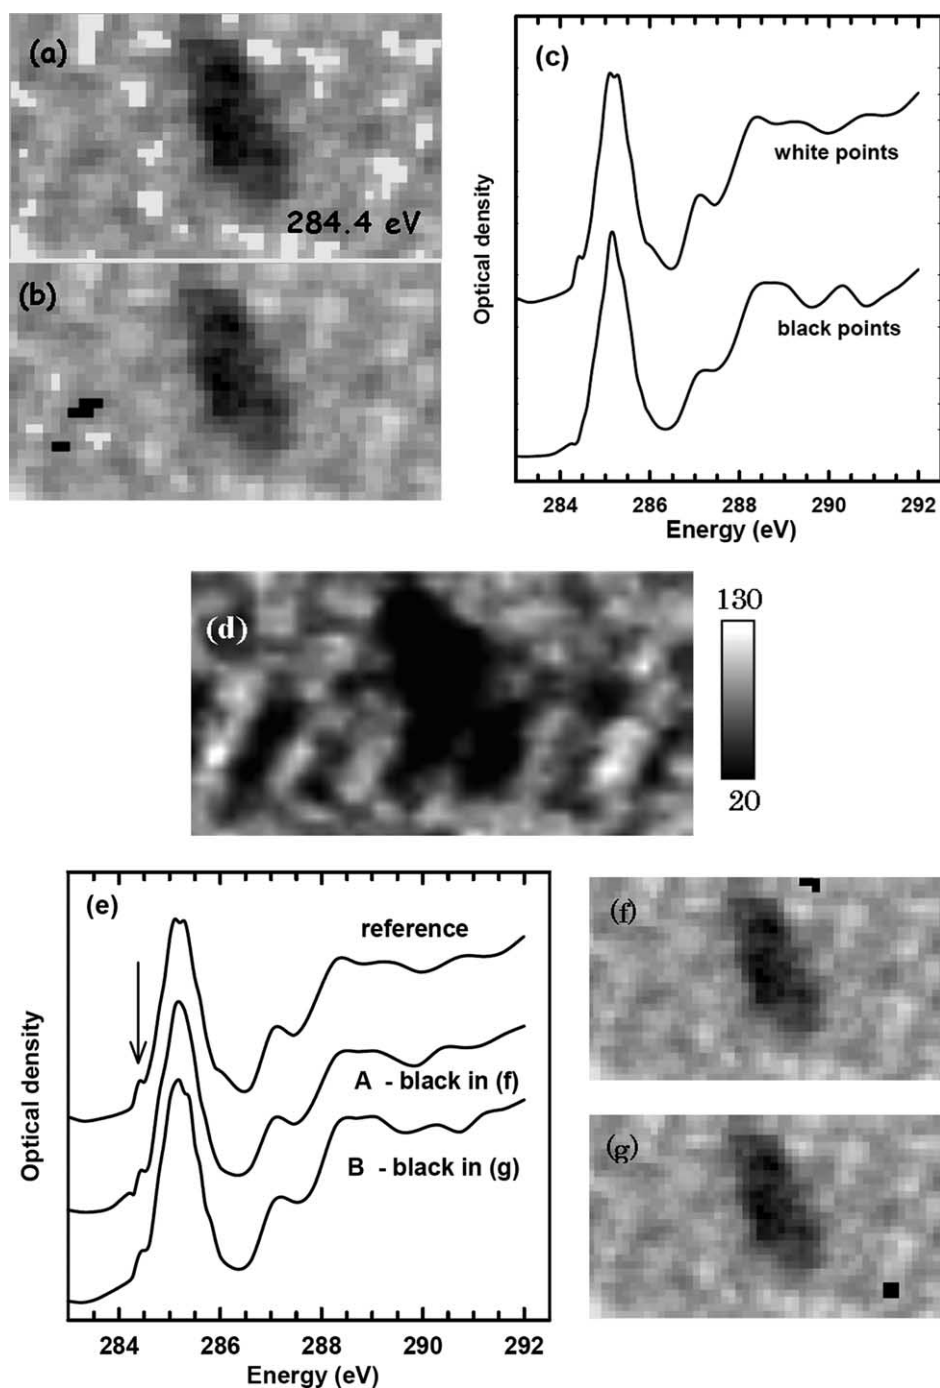 (a)
284.4 eV
(b)
(c)
white points
black points
Optical density
284 286 288 290 292
Energy (eV)
(d)
130
20
(e)
reference
A - black in (f)
B - black in (g)
Optical density
284 286 288 290 292
Energy (eV)
(f)
(g)